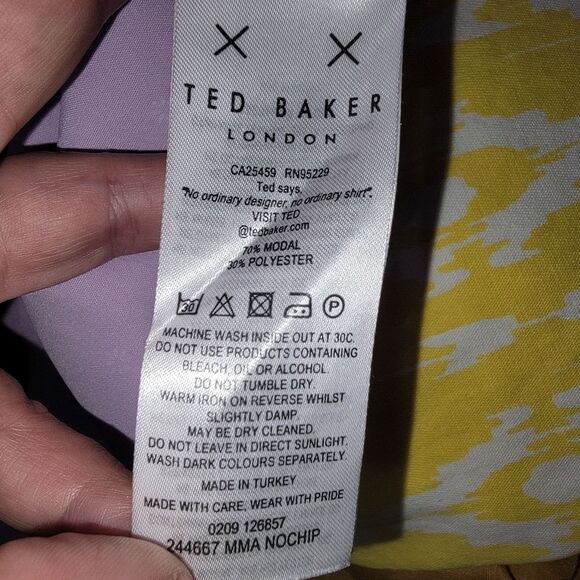 TED BAKER
LONDON
CA25459 RN95229
Ted says,
"No ordinary designer, no ordinary shirt".
VISIT TED
@tedbaker.com
70% MODAL
30% POLYESTER
30 P
MACHINE WASH INSIDE OUT AT 30C.
DO NOT USE PRODUCTS CONTAINING
BLEACH, OIL OR ALCOHOL.
DO NOT TUMBLE DRY.
WARM IRON ON REVERSE WHILST
SLIGHTLY DAMP.
MAY BE DRY CLEANED.
DO NOT LEAVE IN DIRECT SUNLIGHT.
WASH DARK COLOURS SEPARATELY.
MADE IN TURKEY
MADE WITH CARE, WEAR WITH PRIDE
0209 126857
244667 MMA NOCHIP